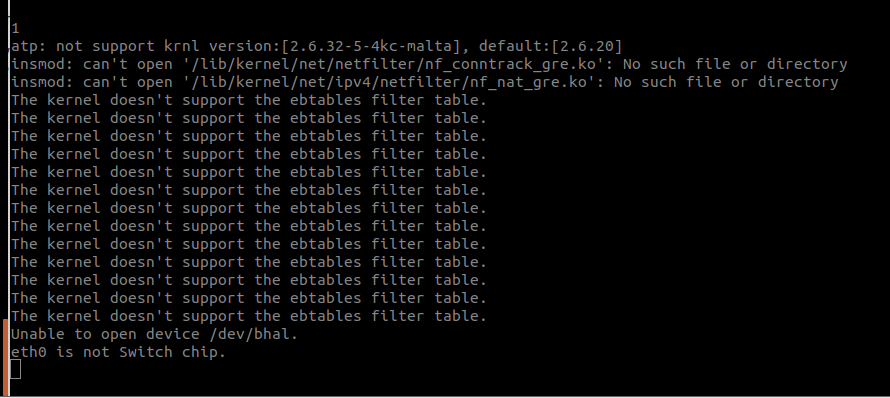 1
atp: not support krnl version:[2.6.32-5-4kc-malta], default:[2.6.20]
insmod: can't open '/lib/kernel/net/netfilter/nf_conntrack_gre.ko': No such file or directory
insmod: can't open '/lib/kernel/net/ipv4/netfilter/nf_nat_gre.ko': No such file or directory
The kernel doesn't support the ebtables filter table.
The kernel doesn't support the ebtables filter table.
The kernel doesn't support the ebtables filter table.
The kernel doesn't support the ebtables filter table.
The kernel doesn't support the ebtables filter table.
The kernel doesn't support the ebtables filter table.
The kernel doesn't support the ebtables filter table.
The kernel doesn't support the ebtables filter table.
The kernel doesn't support the ebtables filter table.
The kernel doesn't support the ebtables filter table.
The kernel doesn't support the ebtables filter table.
The kernel doesn't support the ebtables filter table.
The kernel doesn't support the ebtables filter table.
Unable to open device /dev/bhal.
eth0 is not Switch chip.